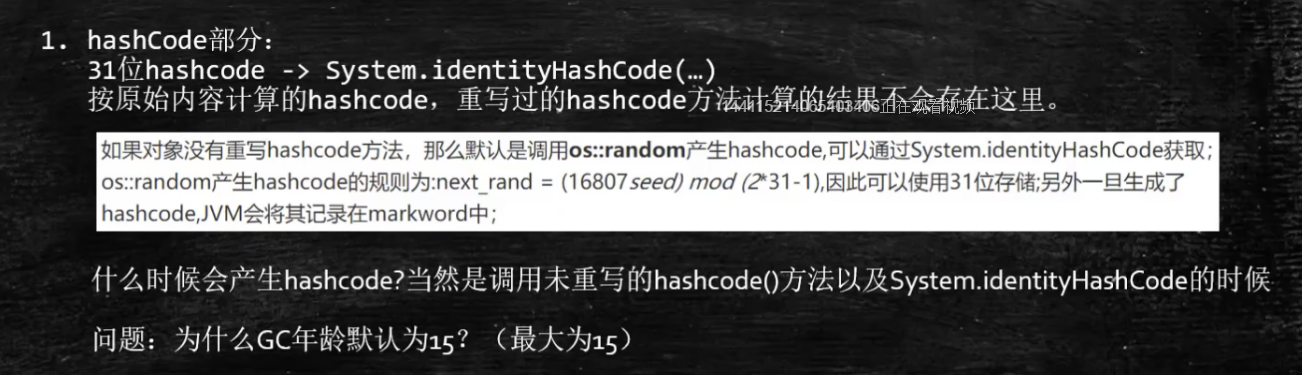 1. hashCode部分：
31位hashcode -> System.identityHashCode(…)
按原始内容计算的hashcode，重写过的hashcode方法计算的结果不会存在这里。
正在观看视频
如果对象没有重写hashcode方法，那么默认是调用os::random产生hashcode,可以通过System.identityHashCode获取；
os::random产生hashcode的规则为:next_rand = (16807seed) mod (2*31-1),因此可以使用31位存储;另外一旦生成了
hashcode,JVM会将其记录在markword中；
什么时候会产生hashcode?当然是调用未重写的hashcode()方法以及System.identityHashCode的时候
问题：为什么GC年龄默认为15？（最大为15）